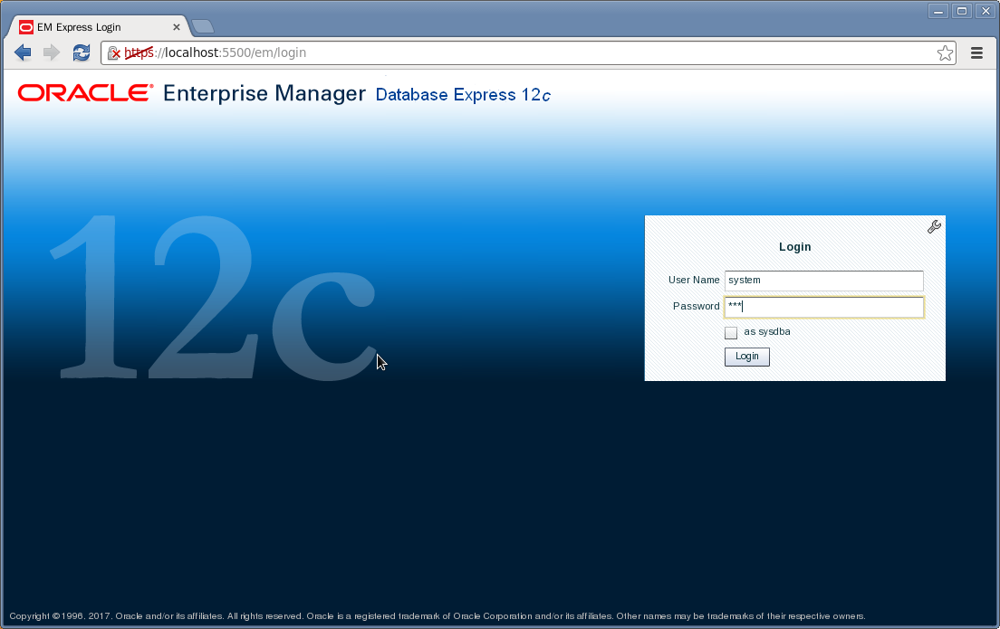 EM Express Login
https://localhost:5500/em/login
ORACLE® Enterprise Manager Database Express 12c
12c
Login
User Name system
Password ***
as sysdba
Login
Copyright © 1996, 2017, Oracle and/or its affiliates. All rights reserved. Oracle is a registered trademark of Oracle Corporation and/or its affiliates. Other names may be trademarks of their respective owners.